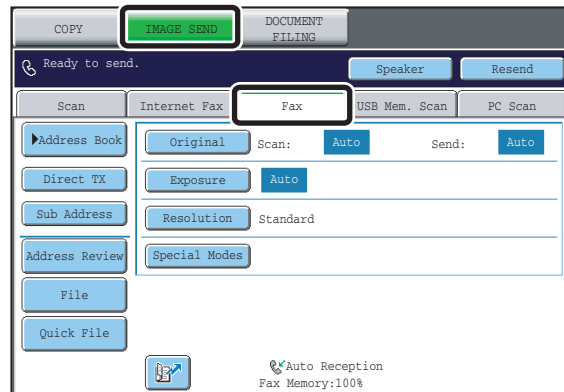 COPY
IMAGE SEND
DOCUMENT
FILING
Ready to send.
Speaker
Resend
Scan
Internet Fax
Fax
USB Mem. Scan
PC Scan
Address Book
Original
Scan:
Auto
Send:
Auto
Direct TX
Exposure
Auto
Sub Address
Resolution
Standard
Address Review
Special Modes
File
Quick File
Auto Reception
Fax Memory:100%